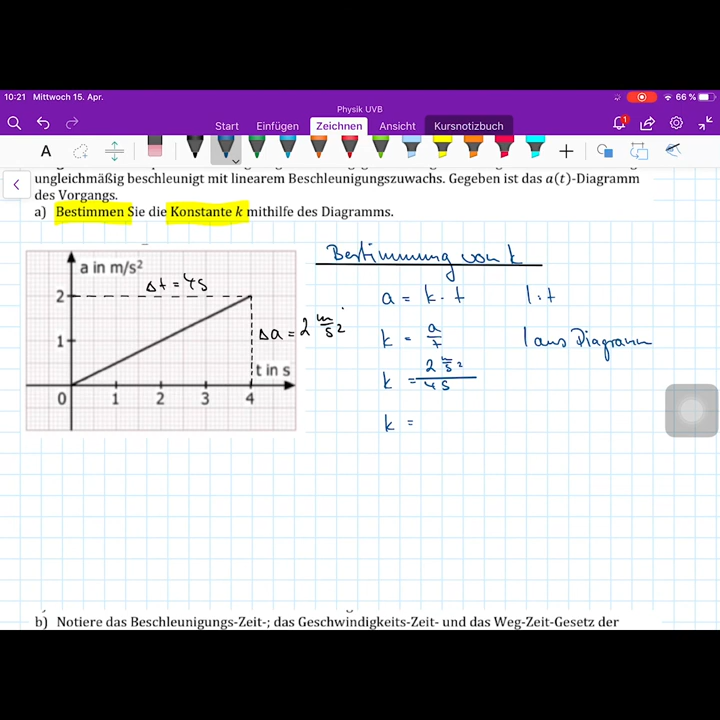 10:21 Mittwoch 15. Apr.
66 %
Physik UVB
Start Einfügen Zeichnen Ansicht Kursnotizbuch
1
A
ungleichmäßig beschleunigt mit linearem Beschleunigungszuwachs. Gegeben ist das a(t)-Diagramm
des Vorgangs.
a) Bestimmen Sie die Konstante k mithilfe des Diagramms.
Bestimmung von k
a in m/s²
Δt = 4s
2
a = k · t | : t
Δa = 2 m/s²
1
k = a/t | aus Diagramm
t in s
k = 2 m/s² / 4s
0 1 2 3 4
k =
b) Notiere das Beschleunigungs-Zeit-; das Geschwindigkeits-Zeit- und das Weg-Zeit-Gesetz der